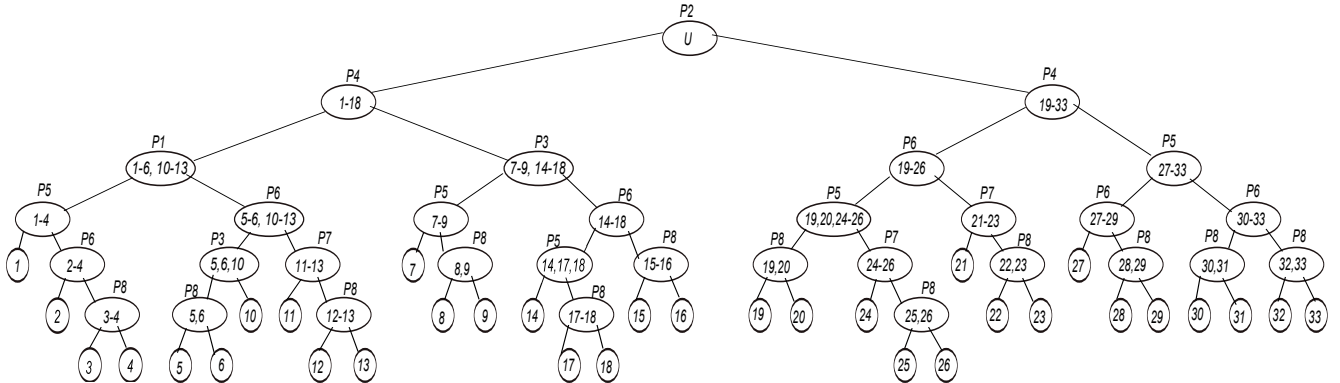 P2
U
P4 P4
1-18 19-33
P1 P3 P6 P5
1-6, 10-13 7-9, 14-18 19-26 27-33
P5 P6 P5 P6 P5 P7 P6 P6
1-4 5-6, 10-13 7-9 14-18 19,20,24-26 21-23 27-29 30-33
P6 P3 P7 P8 P5 P8 P8 P7 P8 P8 P8 P8
1 2-4 5,6,10 11-13 7 8,9 14,17,18 15-16 19,20 24-26 21 22,23 27 28,29 30,31 32,33
P8 P8 P8 P8 P8
2 3-4 5,6 10 11 12-13 8 9 14 17-18 15 16 19 20 24 25,26 22 23 28 29 30 31 32 33
3 4 5 6 12 13 17 18 25 26